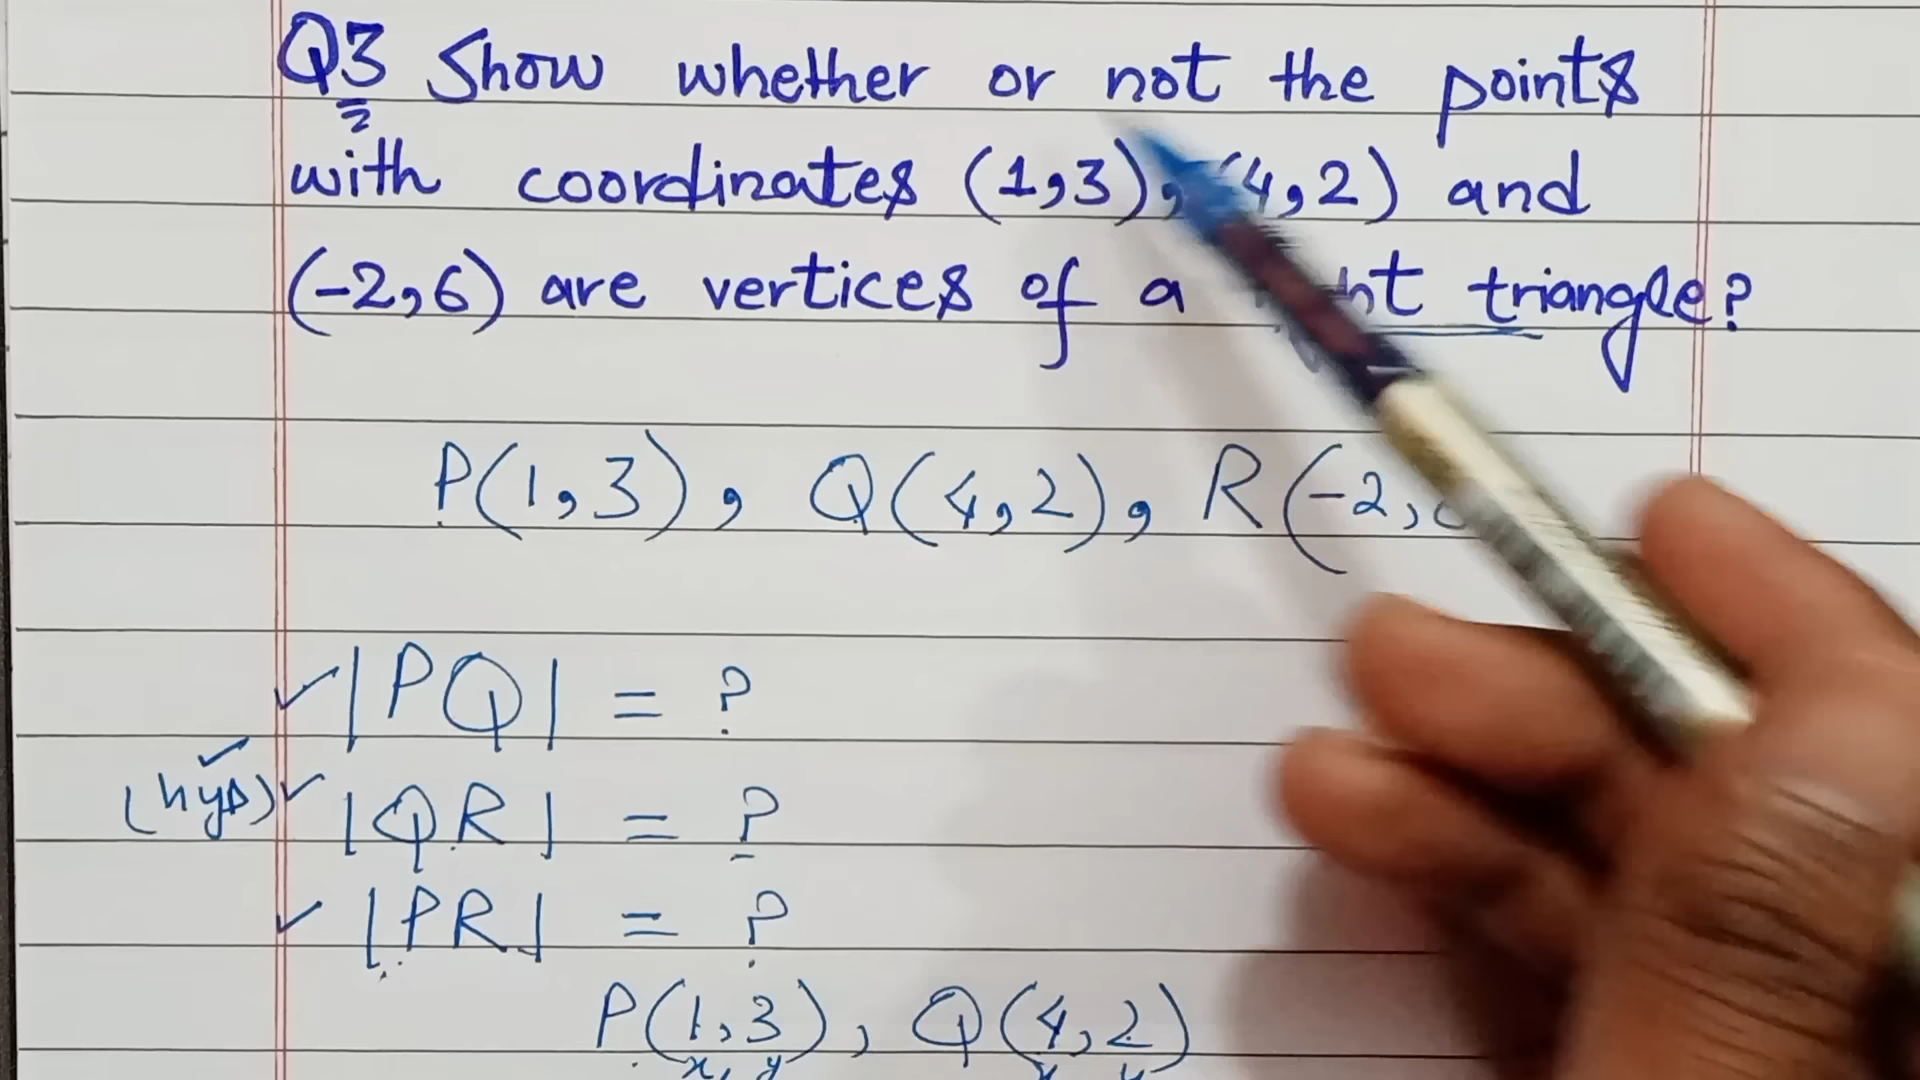 Q3 Show whether or not the points
with coordinates (1,3), (4,2) and
(-2,6) are vertices of a triangle?
P(1,3), Q(4,2), R(-2,
|PQ| = ?
(hyp) |QR| = ?
|PR| = ?
P(1,3), Q(4,2)
x, y x y